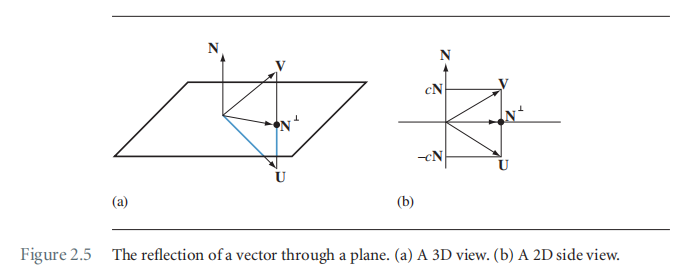 N
V
N⊥
U
(a)
N
cN
V
N⊥
–cN
U
(b)
Figure 2.5 The reflection of a vector through a plane. (a) A 3D view. (b) A 2D side view.